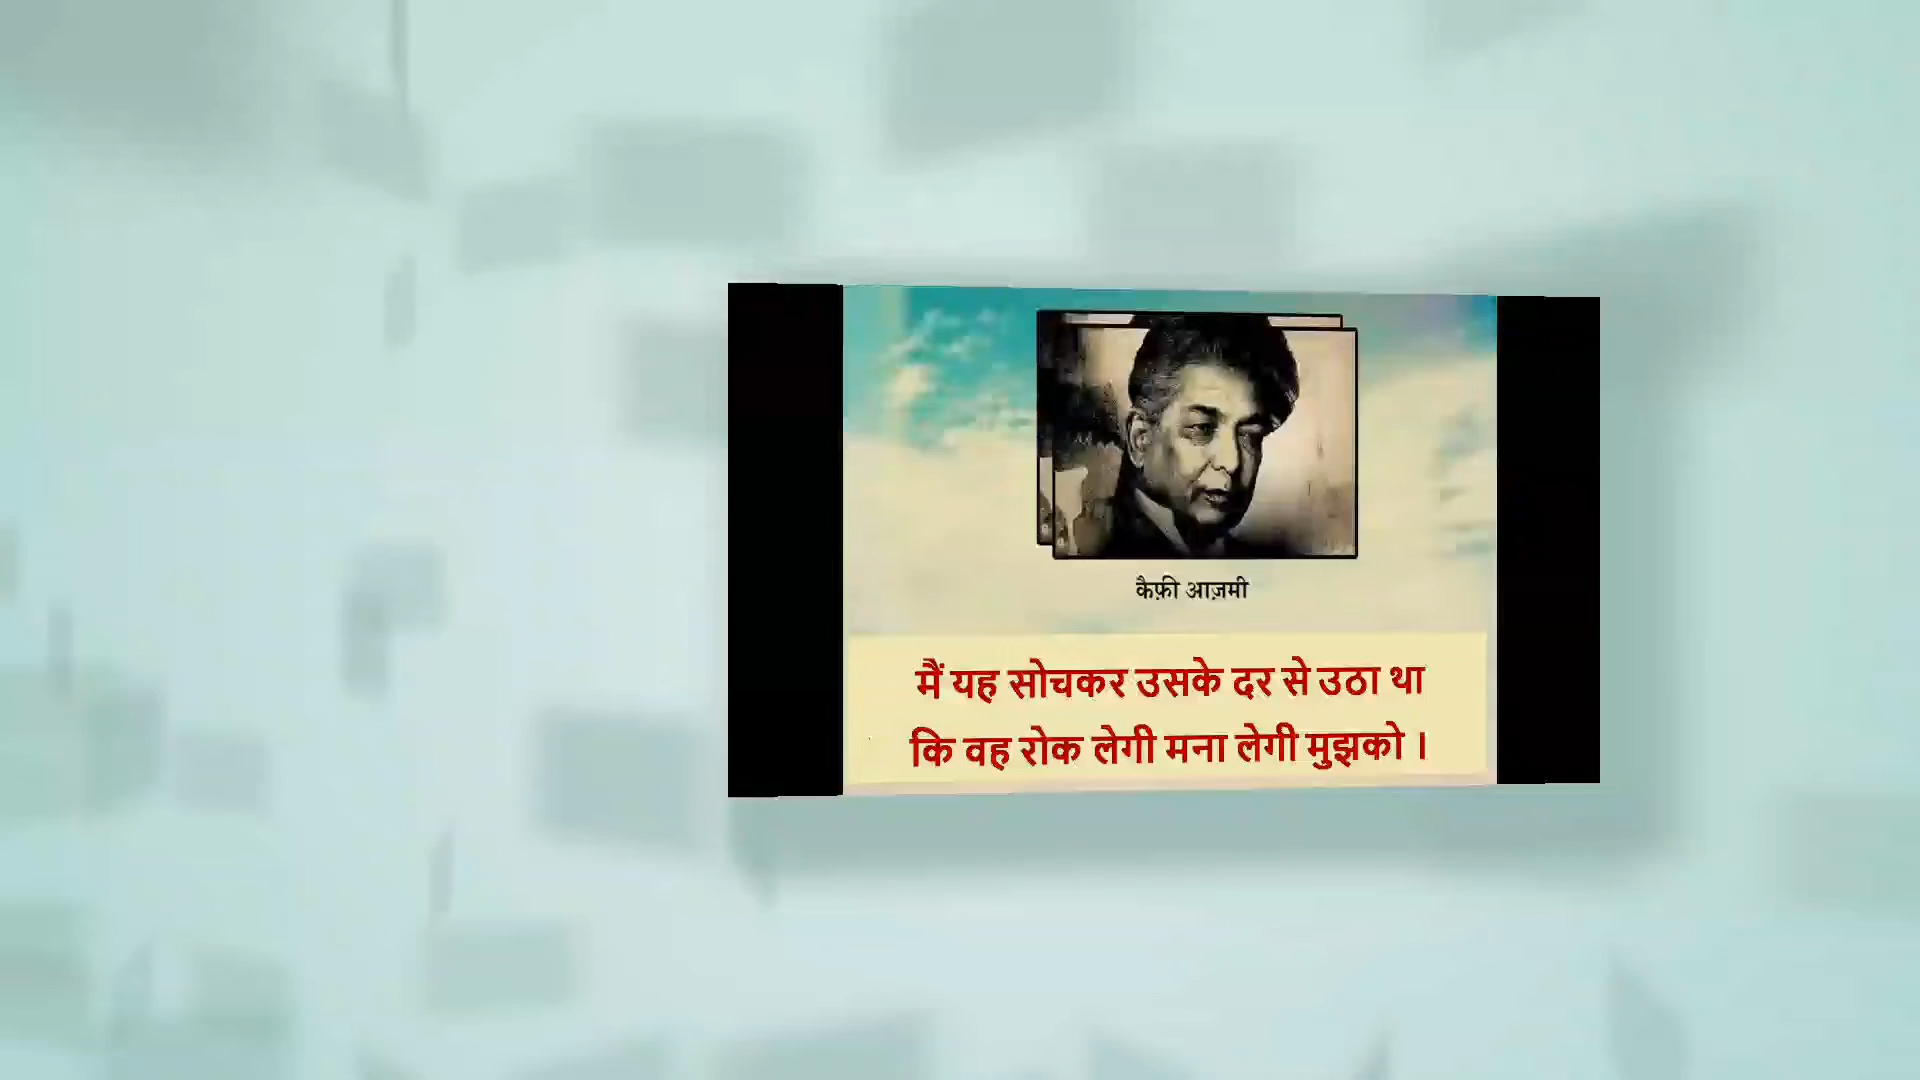 कैफ़ी आज़मी
मैं यह सोचकर उसके दर से उठा था
कि वह रोक लेगी मना लेगी मुझको ।